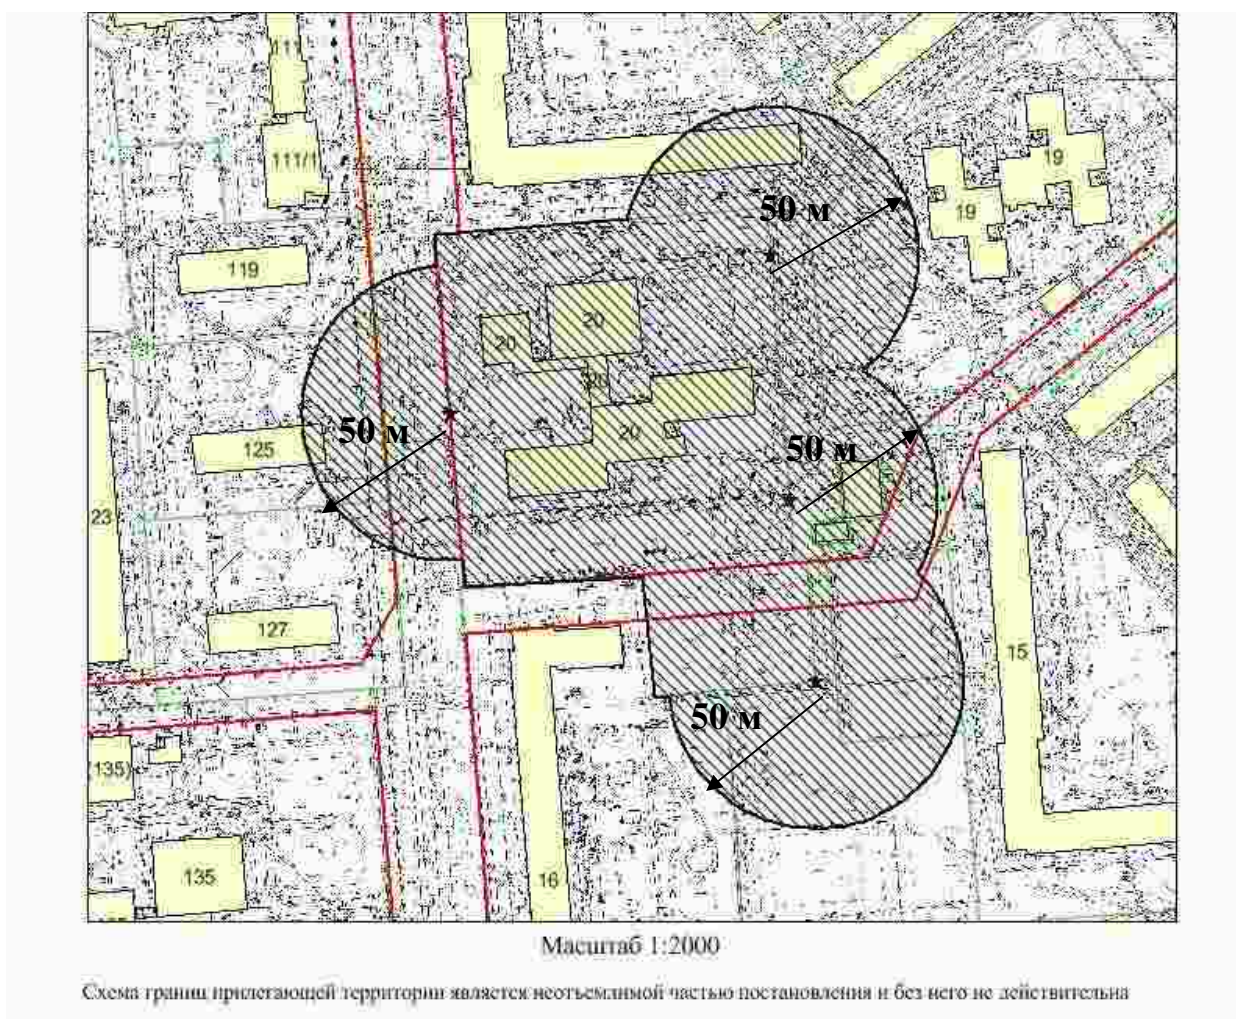 111
111/1
19
50 м
19
119
20
20
20
50 м
125
20
50 м
23
127
15
50 м
(135)
135
16
Масштаб 1:2000
Схема границ прилегающей территории является неотъемлимой частью постановления и без него не действительна